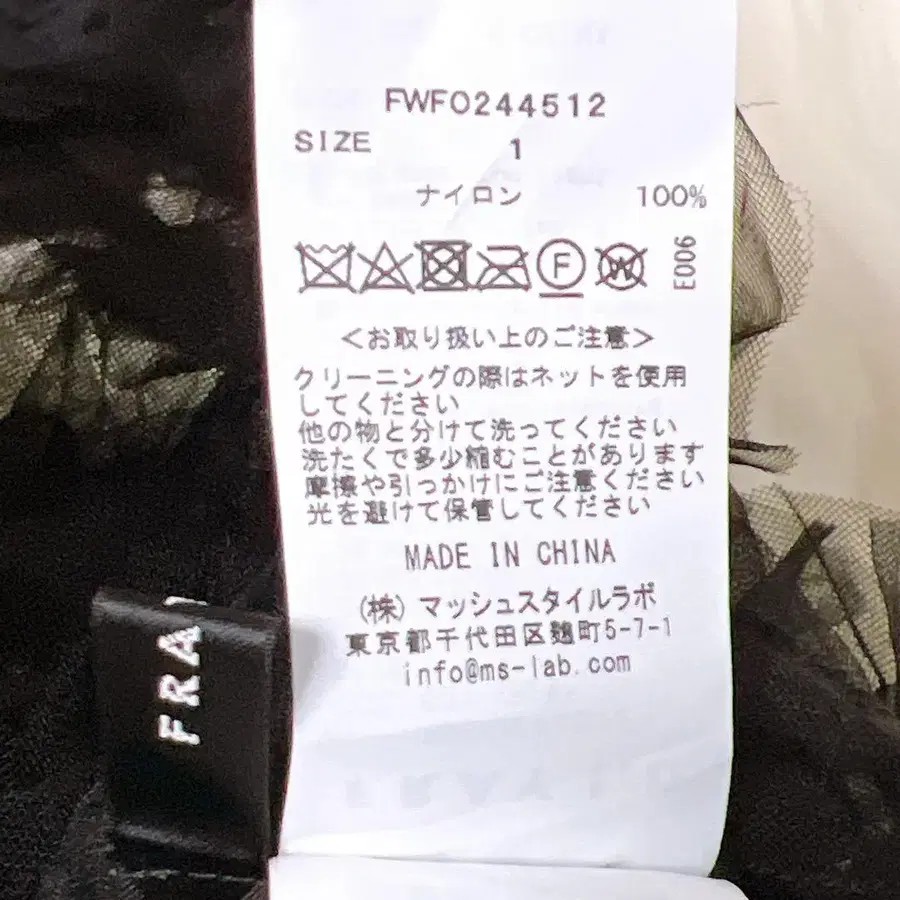 FWFO244512
SIZE 1
ナイロン 100%
F W E006
＜お取り扱い上のご注意＞
クリーニングの際はネットを使用
してください
他の物と分けて洗ってください
洗たくで多少縮むことがあります
摩擦や引っかけにご注意ください
光を避けて保管してください
MADE IN CHINA
(株) マッシュスタイルラボ
東京都千代田区麹町5-7-1
info@ms-lab.com
FRA